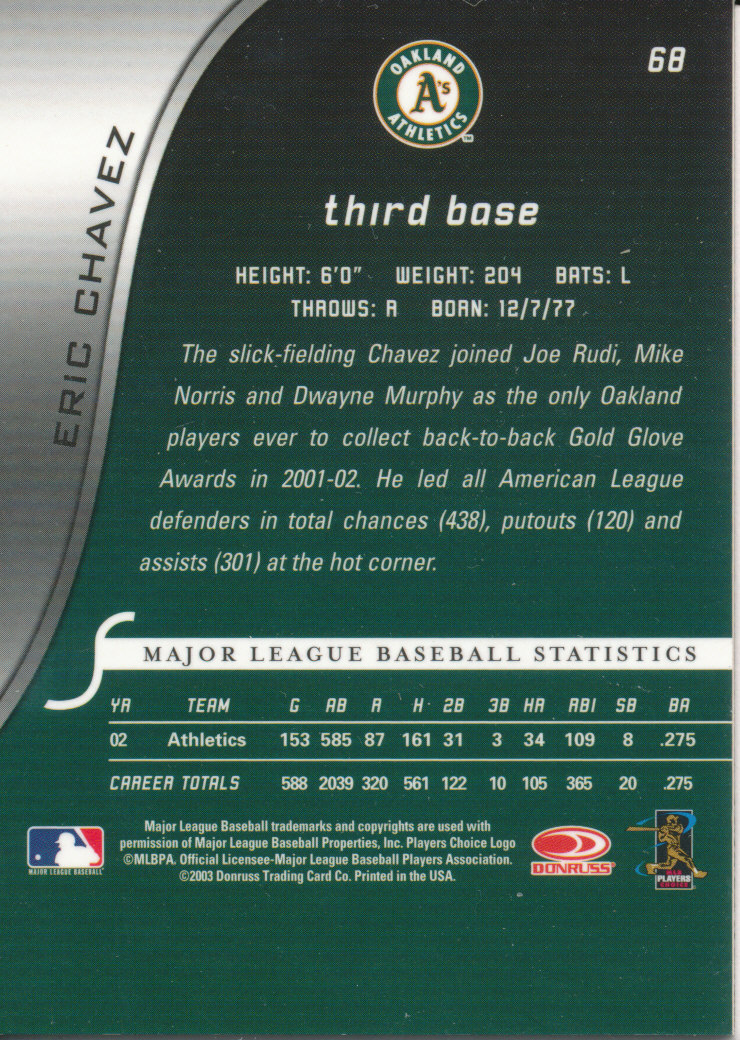 68
OAKLAND
A's
ATHLETICS
TM
ERIC CHAVEZ
third base
HEIGHT: 6'0" WEIGHT: 204 BATS: L
THROWS: R BORN: 12/7/77
The slick-fielding Chavez joined Joe Rudi, Mike
Norris and Dwayne Murphy as the only Oakland
players ever to collect back-to-back Gold Glove
Awards in 2001-02. He led all American League
defenders in total chances (438), putouts (120) and
assists (301) at the hot corner.
MAJOR LEAGUE BASEBALL STATISTICS
YR TEAM G AB R H 2B 3B HR RBI SB BA
02 Athletics 153 585 87 161 31 3 34 109 8 .275
CAREER TOTALS 588 2039 320 561 122 10 105 365 20 .275
Major League Baseball trademarks and copyrights are used with
permission of Major League Baseball Properties, Inc. Players Choice Logo
©MLBPA. Official Licensee-Major League Baseball Players Association.
©2003 Donruss Trading Card Co. Printed in the USA.
MAJOR LEAGUE BASEBALL
DONRUSS
MLB
PLAYERS
CHOICE